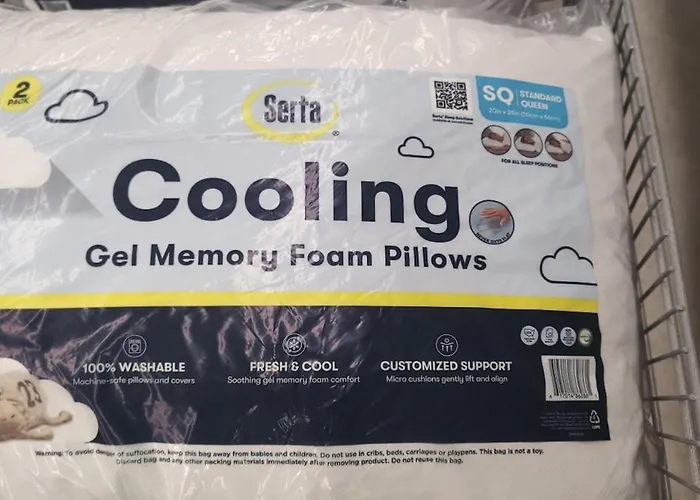 2
PACK
Serta
®
SQ STANDARD
QUEEN
FOR ALL SLEEP POSITIONS
Cooling
Gel Memory Foam Pillows
100% WASHABLE
Machine-safe pillows and covers
FRESH & COOL
Soothing gel memory foam comfort
CUSTOMIZED SUPPORT
Micro cushions gently lift and align
23
Warning: To avoid danger of suffocation, keep this bag away from babies and children. Do not use in cribs, beds, carriages or playpens. This bag is not a toy.
Discard bag and any other packing materials immediately after removing product. Do not reuse this bag.